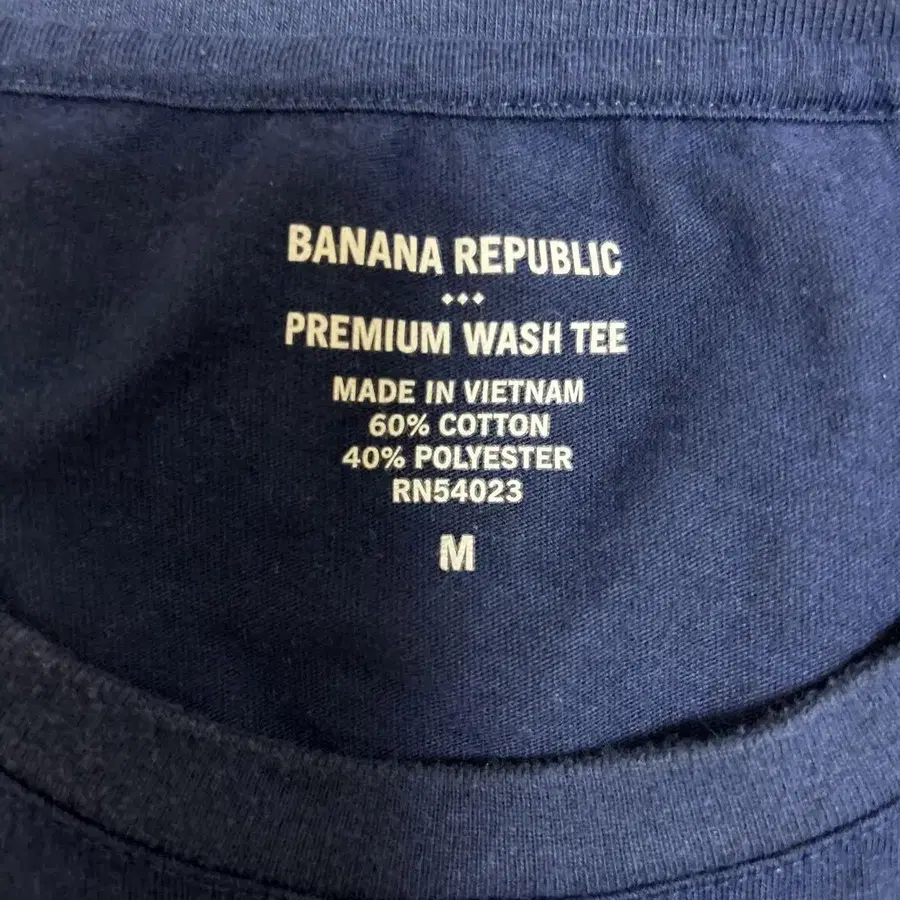 BANANA REPUBLIC
PREMIUM WASH TEE
MADE IN VIETNAM
60% COTTON
40% POLYESTER
RN54023
M